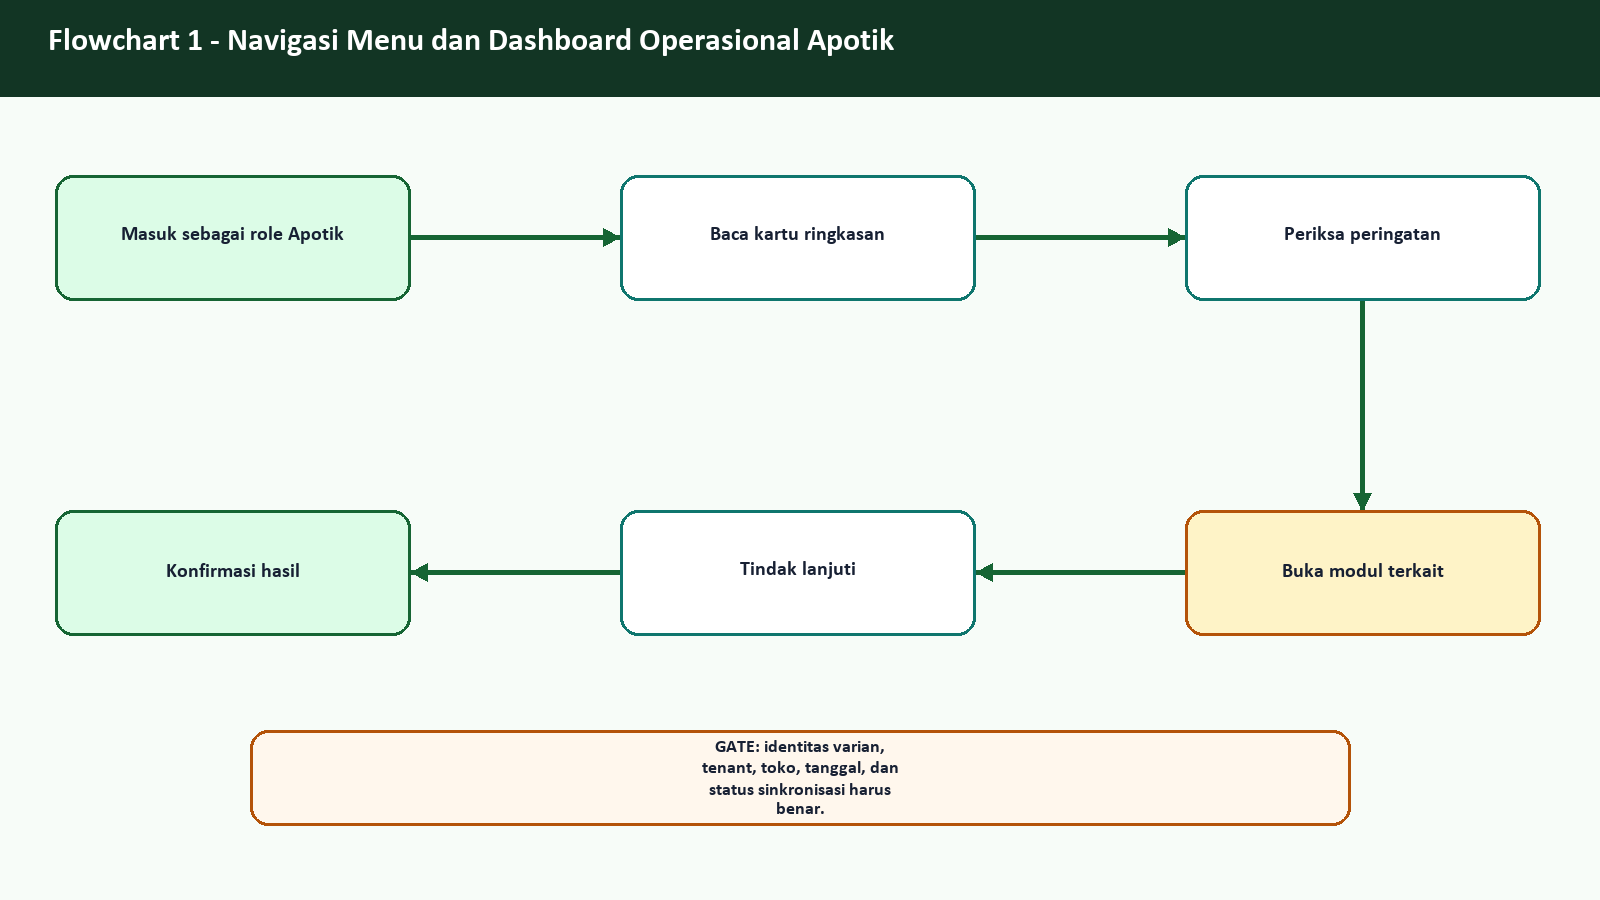 Flowchart 1 - Navigasi Menu dan Dashboard Operasional Apotik
Masuk sebagai role Apotik
Baca kartu ringkasan
Periksa peringatan
Buka modul terkait
Tindak lanjuti
Konfirmasi hasil
GATE: identitas varian,
tenant, toko, tanggal, dan
status sinkronisasi harus
benar.